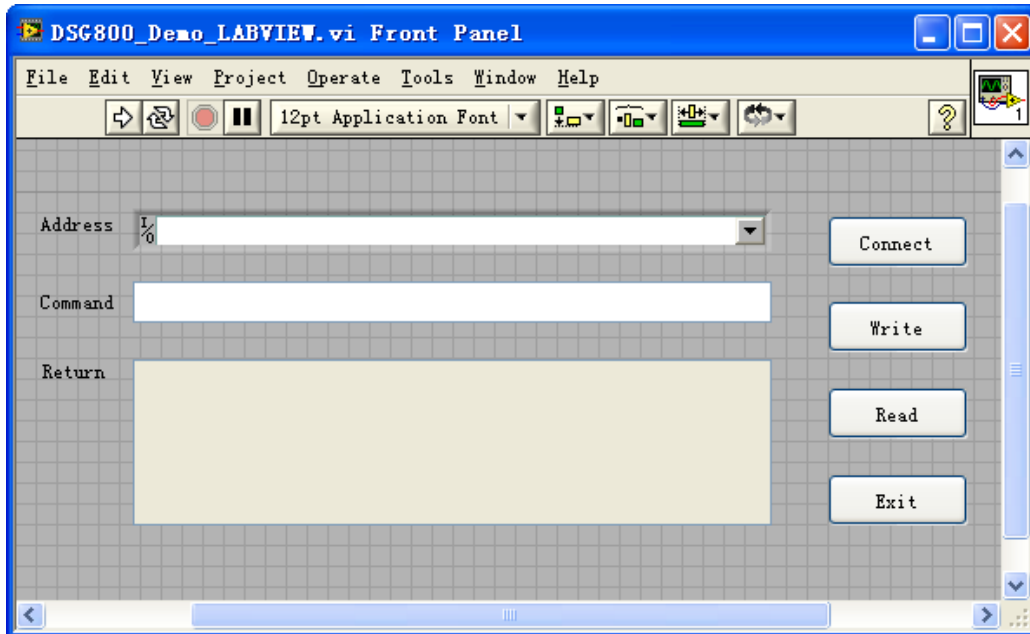 DSG800_Demo_LABVIEW.vi Front Panel
File Edit View Project Operate Tools Window Help
12pt Application Font
?
1
Address
I/O
Connect
Command
Write
Return
Read
Exit